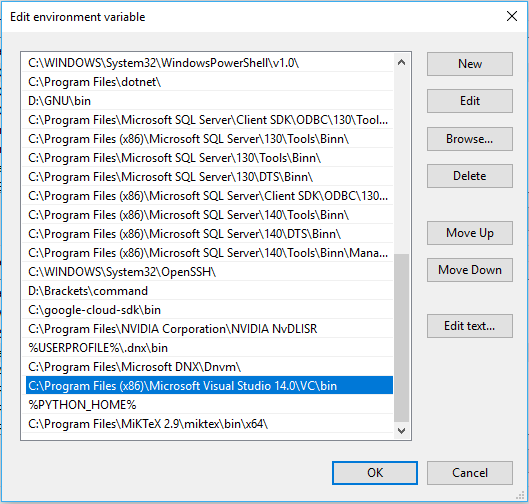 Edit environment variable
C:\WINDOWS\System32\WindowsPowerShell\v1.0\
C:\Program Files\dotnet\
D:\GNU\bin
C:\Program Files\Microsoft SQL Server\Client SDK\ODBC\130\Tool...
C:\Program Files (x86)\Microsoft SQL Server\130\Tools\Binn\
C:\Program Files\Microsoft SQL Server\130\Tools\Binn\
C:\Program Files\Microsoft SQL Server\130\DTS\Binn\
C:\Program Files\Microsoft SQL Server\Client SDK\ODBC\130...
C:\Program Files (x86)\Microsoft SQL Server\140\Tools\Binn\
C:\Program Files (x86)\Microsoft SQL Server\140\DTS\Binn\
C:\Program Files (x86)\Microsoft SQL Server\140\Tools\Binn\Mana...
C:\WINDOWS\System32\OpenSSH\
D:\Brackets\command
C:\google-cloud-sdk\bin
C:\Program Files\NVIDIA Corporation\NVIDIA NvDLISR
%USERPROFILE%\.dnx\bin
C:\Program Files\Microsoft DNX\Dnvm\
C:\Program Files (x86)\Microsoft Visual Studio 14.0\VC\bin
%PYTHON_HOME%
C:\Program Files\MiKTeX 2.9\miktex\bin\x64\
New
Edit
Browse...
Delete
Move Up
Move Down
Edit text...
OK
Cancel